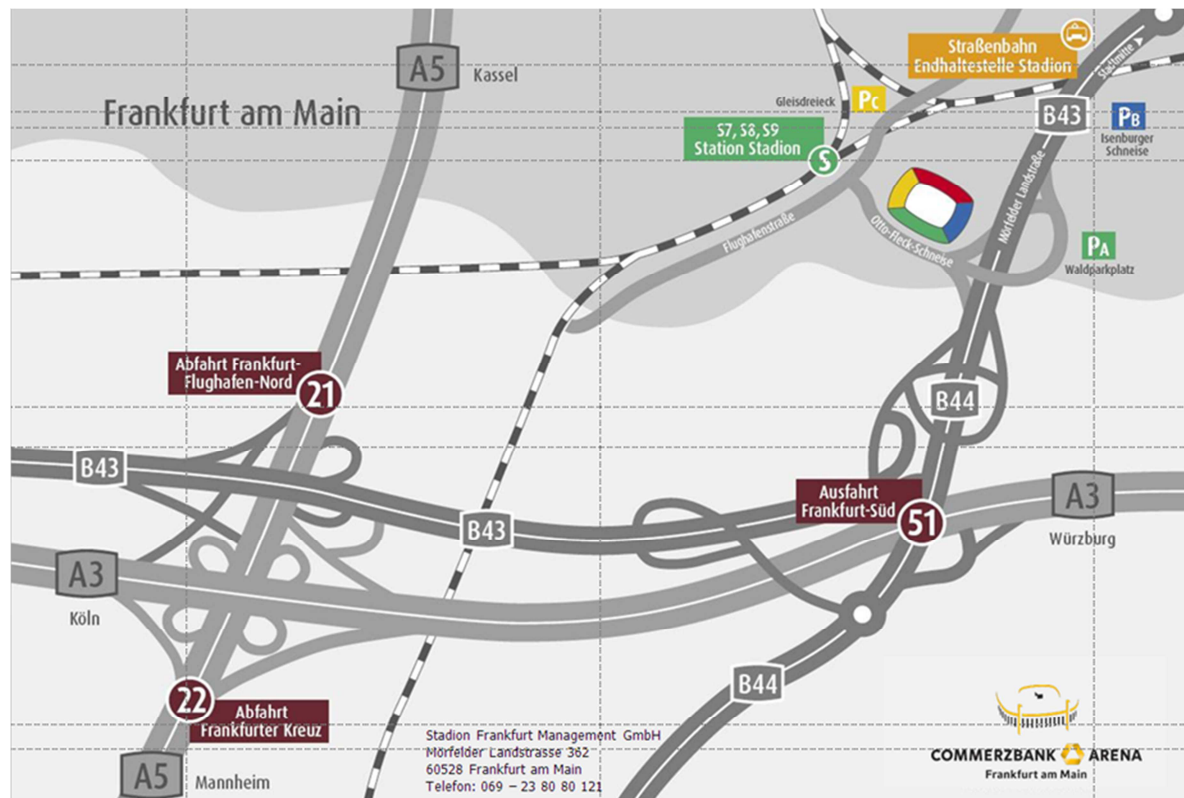 A5
Kassel
Frankfurt am Main
Straßenbahn
Endhaltestelle Stadion
Stadtmitte
Gleisdreieck
PC
B43
PB
Isenburger
Schneise
S7, S8, S9
Station Stadion
S
Mörfelder Landstraße
Flughafenstraße
Otto-Fleck-Schneise
PA
Waldparkplatz
Abfahrt Frankfurt-
Flughafen-Nord
21
B44
B43
Ausfahrt
Frankfurt-Süd
51
A3
Würzburg
B43
A3
Köln
22
Abfahrt
Frankfurter Kreuz
B44
A5
Mannheim
Stadion Frankfurt Management GmbH
Mörfelder Landstrasse 362
60528 Frankfurt am Main
Telefon: 069 – 23 80 80 121
COMMERZBANK ARENA
Frankfurt am Main